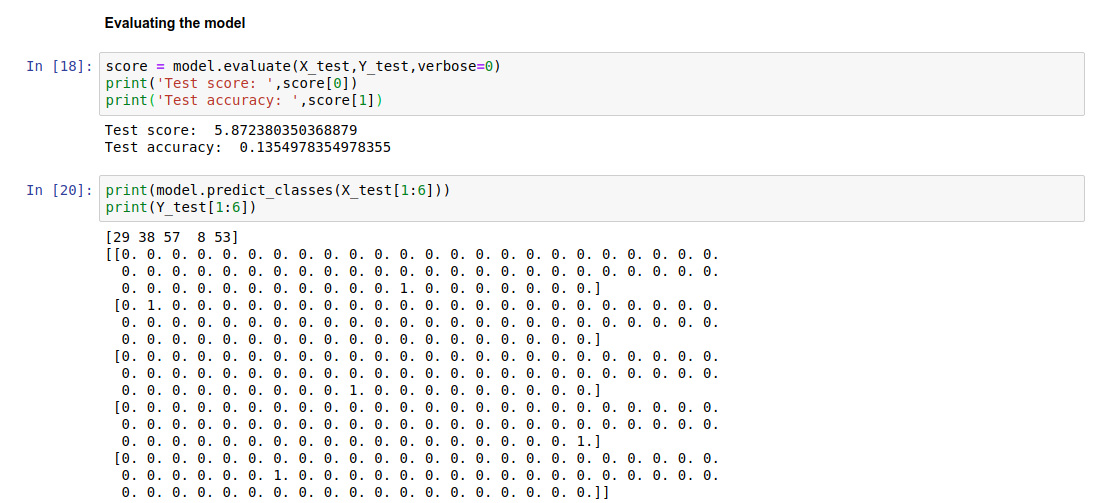 Evaluating the model
In [18]: score = model.evaluate(X_test,Y_test,verbose=0)
print('Test score: ',score[0])
print('Test accuracy: ',score[1])
Test score:  5.872380350368879
Test accuracy:  0.1354978354978355
In [20]: print(model.predict_classes(X_test[1:6]))
print(Y_test[1:6])
[29 38 57  8 53]
[[0. 0. 0. 0. 0. 0. 0. 0. 0. 0. 0. 0. 0. 0. 0. 0. 0. 0. 0. 0. 0. 0. 0. 0.
0. 0. 0. 0. 0. 0. 0. 0. 0. 0. 0. 0. 0. 0. 0. 0. 0. 0. 0. 0. 0. 0. 0. 0.
0. 0. 0. 0. 0. 0. 0. 0. 0. 0. 0. 1. 0. 0. 0. 0. 0. 0. 0.]
[0. 1. 0. 0. 0. 0. 0. 0. 0. 0. 0. 0. 0. 0. 0. 0. 0. 0. 0. 0. 0. 0. 0. 0.
0. 0. 0. 0. 0. 0. 0. 0. 0. 0. 0. 0. 0. 0. 0. 0. 0. 0. 0. 0. 0. 0. 0. 0.
0. 0. 0. 0. 0. 0. 0. 0. 0. 0. 0. 0. 0. 0. 0. 0. 0. 0. 0.]
[0. 0. 0. 0. 0. 0. 0. 0. 0. 0. 0. 0. 0. 0. 0. 0. 0. 0. 0. 0. 0. 0. 0. 0.
0. 0. 0. 0. 0. 0. 0. 0. 0. 0. 0. 0. 0. 0. 0. 0. 0. 0. 0. 0. 0. 0. 0. 0.
0. 0. 0. 0. 0. 0. 0. 0. 0. 1. 0. 0. 0. 0. 0. 0. 0. 0. 0.]
[0. 0. 0. 0. 0. 0. 0. 0. 0. 0. 0. 0. 0. 0. 0. 0. 0. 0. 0. 0. 0. 0. 0. 0.
0. 0. 0. 0. 0. 0. 0. 0. 0. 0. 0. 0. 0. 0. 0. 0. 0. 0. 0. 0. 0. 0. 0. 0.
0. 0. 0. 0. 0. 0. 0. 0. 0. 0. 0. 0. 0. 0. 0. 0. 0. 0. 1.]
[0. 0. 0. 0. 0. 0. 0. 0. 0. 0. 0. 0. 0. 0. 0. 0. 0. 0. 0. 0. 0. 0. 0. 0.
0. 0. 0. 0. 0. 0. 1. 0. 0. 0. 0. 0. 0. 0. 0. 0. 0. 0. 0. 0. 0. 0. 0. 0.
0. 0. 0. 0. 0. 0. 0. 0. 0. 0. 0. 0. 0. 0. 0. 0. 0. 0. 0.]]